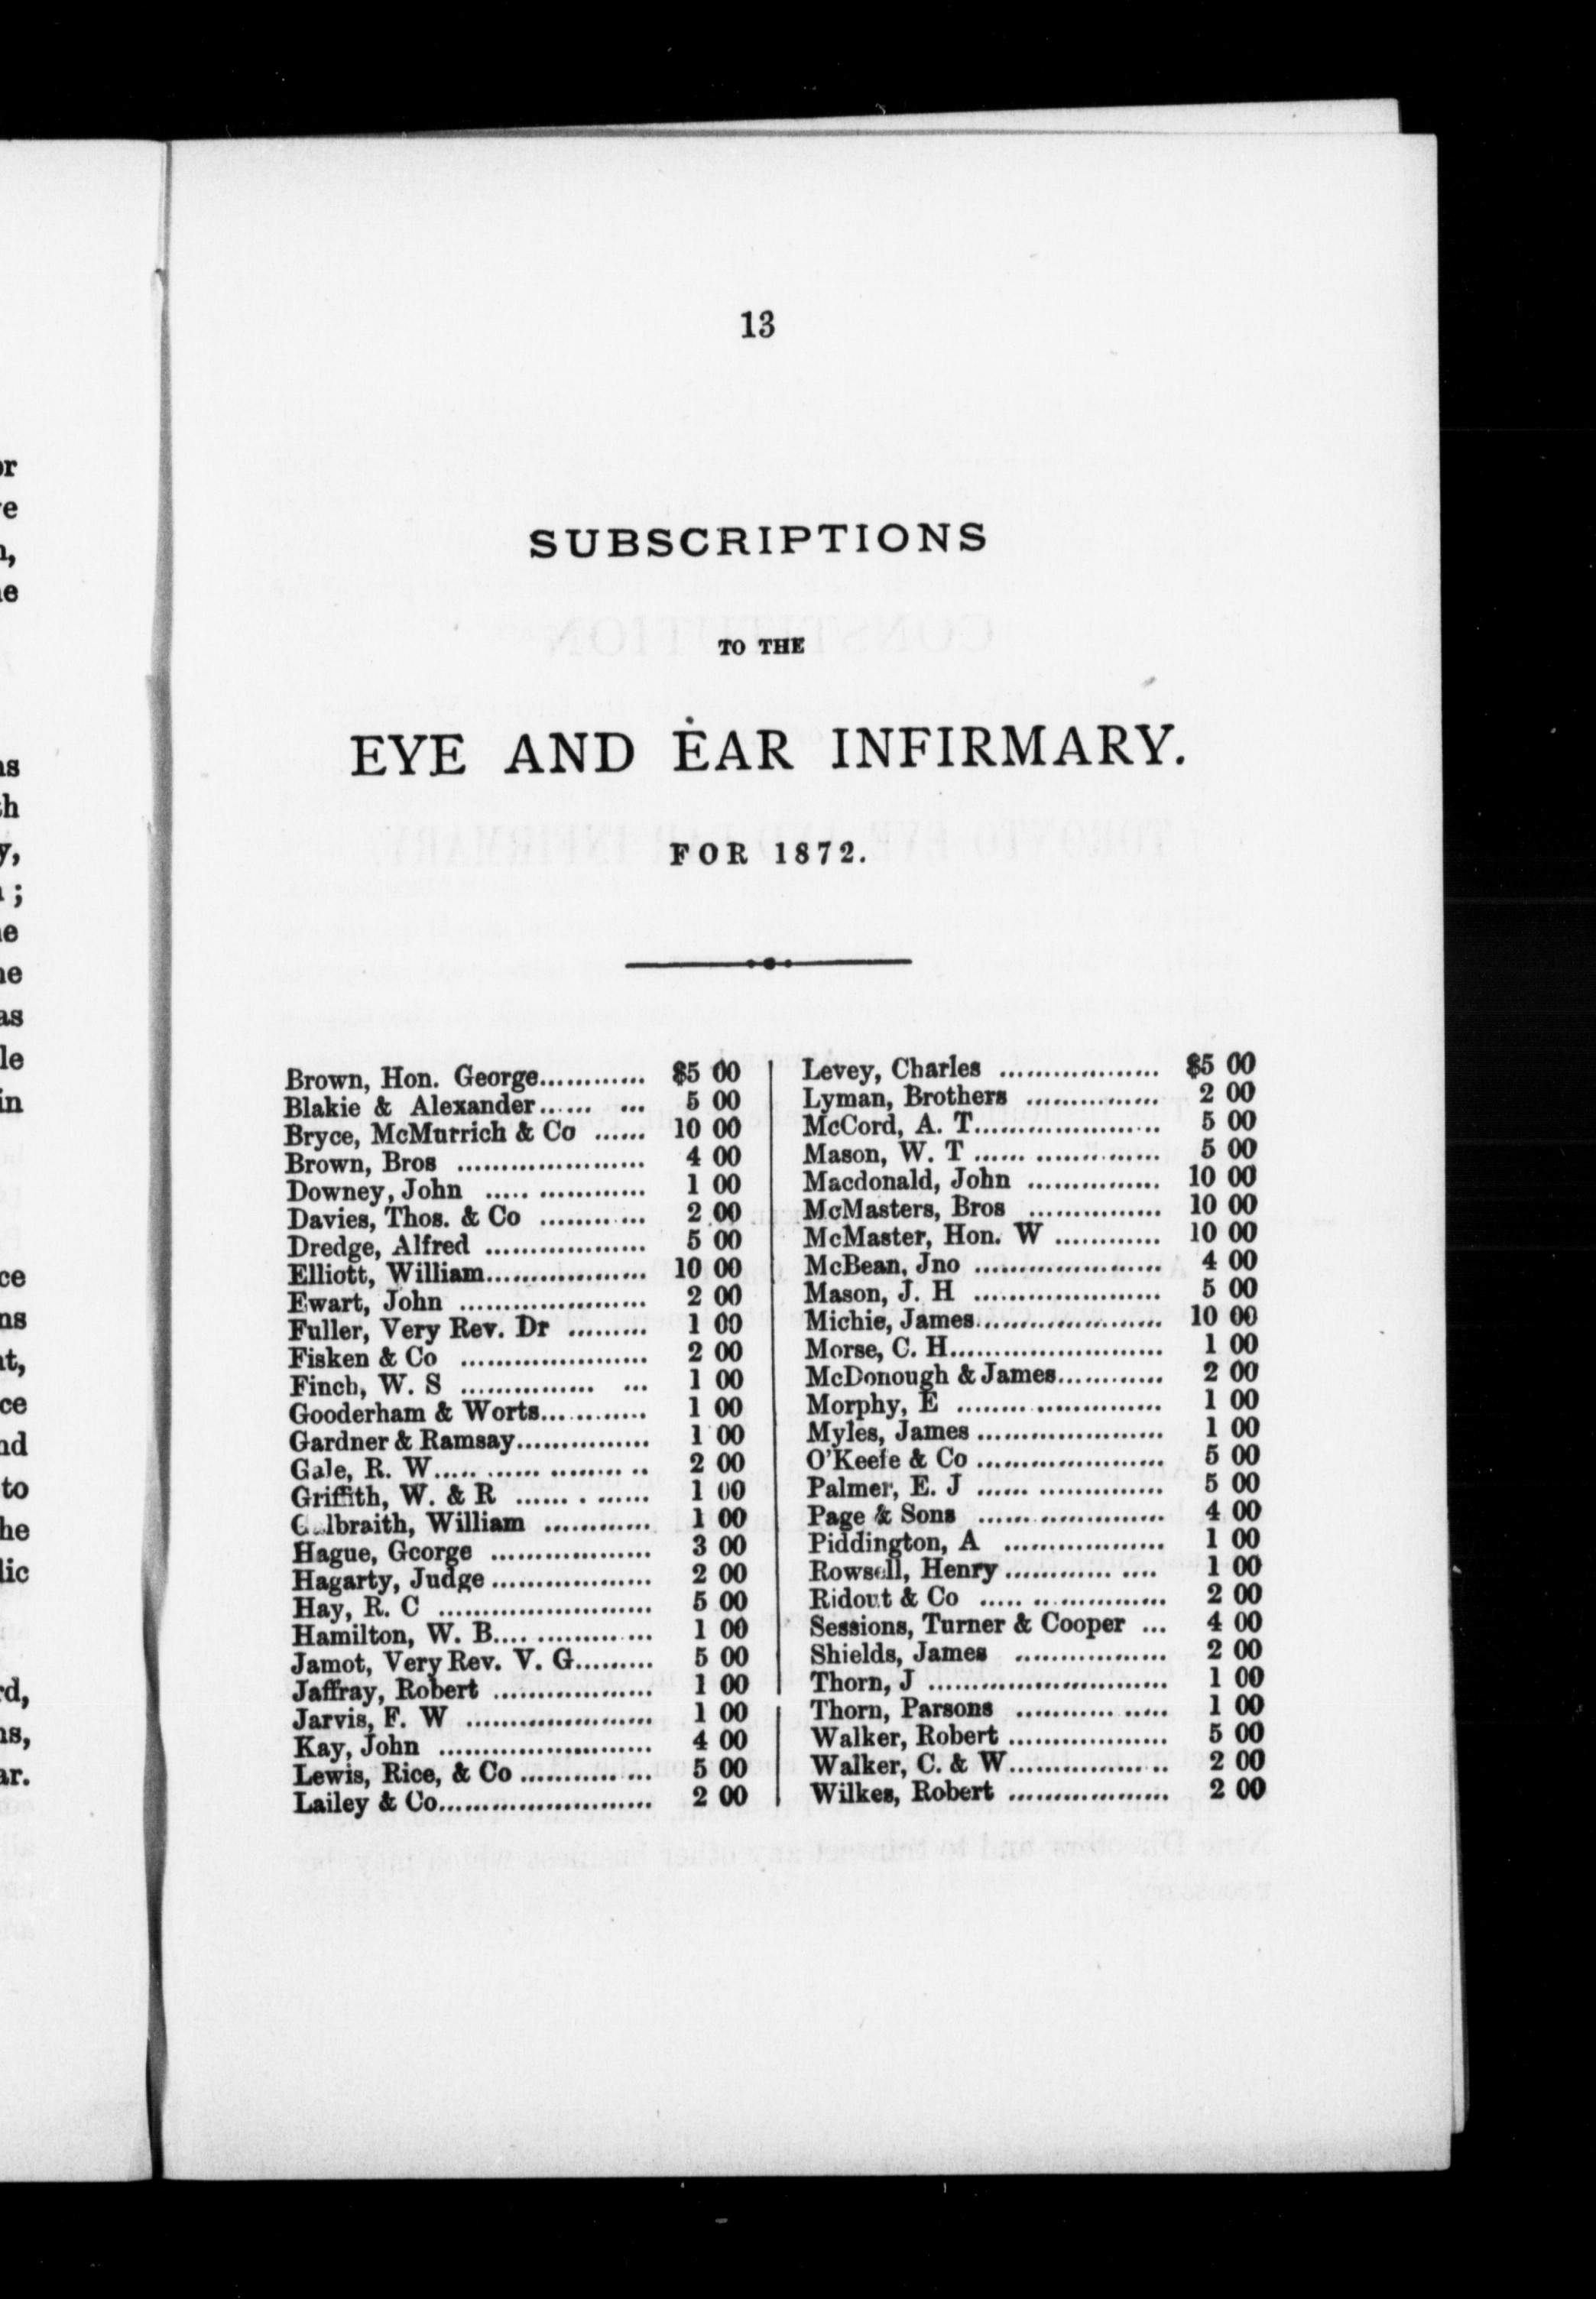 13
SUBSCRIPTIONS
TO THE
EYE AND EAR INFIRMARY.
FOR 1872.
Brown, Hon. George............ $5 00
Blakie & Alexander...... ... 5 00
Bryce, McMurrich & Co ...... 10 00
Brown, Bros ...................... 4 00
Downey, John ..... ............. 1 00
Davies, Thos. & Co ............ 2 00
Dredge, Alfred .................. 5 00
Elliott, William.................. 10 00
Ewart, John ...................... 2 00
Fuller, Very Rev. Dr ......... 1 00
Fisken & Co ...................... 2 00
Finch, W. S ............... ... 1 00
Gooderham & Worts............ 1 00
Gardner & Ramsay............... 1 00
Gale, R. W..... ...... ......... .. 2 00
Griffith, W. & R ...... . ...... 1 00
G lbraith, William ............ 1 00
Hague, George .................. 3 00
Hagarty, Judge .................. 2 00
Hay, R. C ......................... 5 00
Hamilton, W. B.... ............... 1 00
Jamot, Very Rev. V. G......... 5 00
Jaffray, Robert .................. 1 00
Jarvis, F. W ...................... 1 00
Kay, John ......................... 4 00
Lewis, Rice, & Co ............... 5 00
Lailey & Co......................... 2 00
Levey, Charles .................. $5 00
Lyman, Brothers ............... 2 00
McCord, A. T..................... 5 00
Mason, W. T ...... ............... 5 00
Macdonald, John ............... 10 00
McMasters, Bros ............... 10 00
McMaster, Hon. W ............ 10 00
McBean, Jno ..................... 4 00
Mason, J. H ...................... 5 00
Michie, James...................... 10 00
Morse, C. H......................... 1 00
McDonough & James............ 2 00
Morphy, E ......... .............. 1 00
Myles, James ..................... 1 00
O'Keefe & Co ..................... 5 00
Palmer, E. J ...... ............... 5 00
Page & Sons ...... ............... 4 00
Piddington, A .................. 1 00
Rowsell, Henry ............ .... 1 00
Ridout & Co ..... ................ 2 00
Sessions, Turner & Cooper ... 4 00
Shields, James ................. 2 00
Thorn, J ........................... 1 00
Thorn, Parsons ........... ..... 1 00
Walker, Robert .................. 5 00
Walker, C. & W................ .. 2 00
Wilkes, Robert .................. 2 00